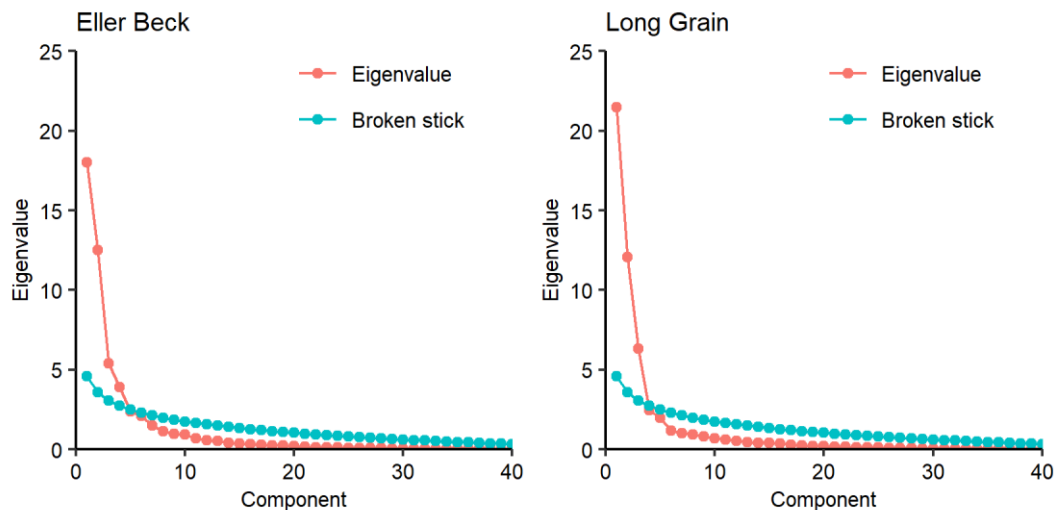 Eller Beck
25
20
15
10
5
0
Eigenvalue
Eigenvalue
Broken stick
0 10 20 30 40
Component
Long Grain
25
20
15
10
5
0
Eigenvalue
Eigenvalue
Broken stick
0 10 20 30 40
Component